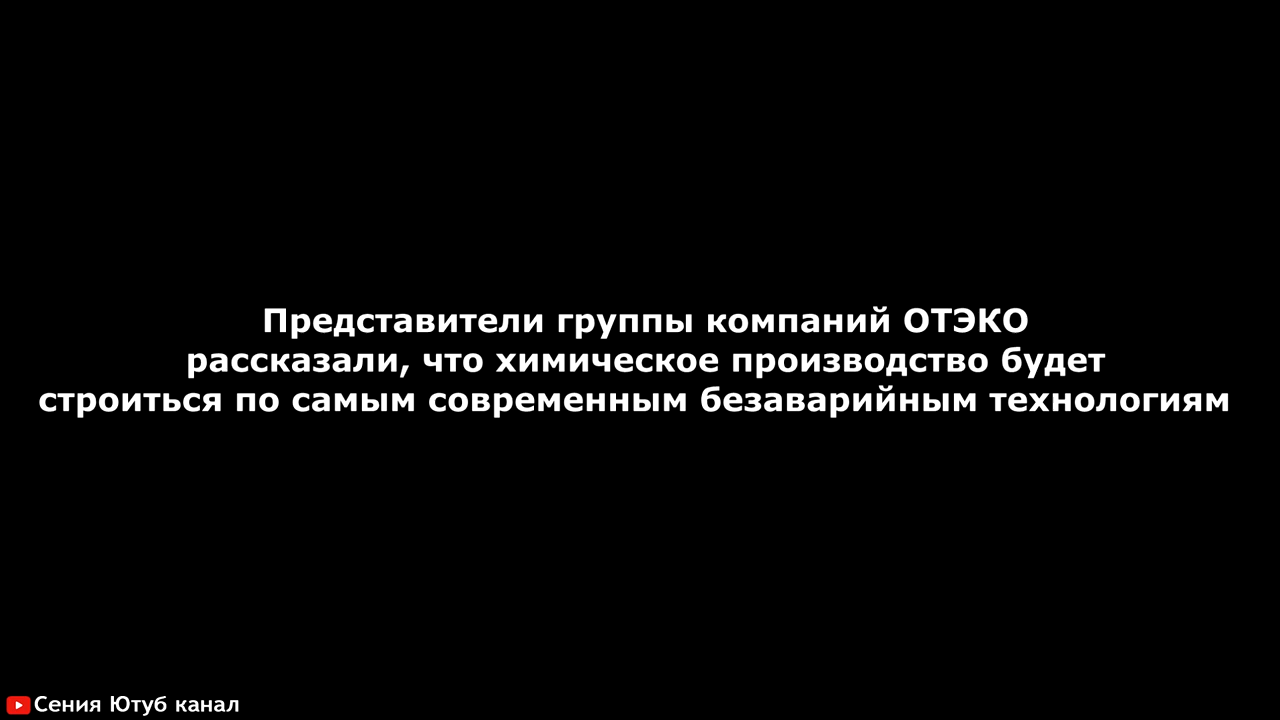 Представители группы компаний ОТЭКО
рассказали, что химическое производство будет
строиться по самым современным безаварийным технологиям
Сения Ютуб канал